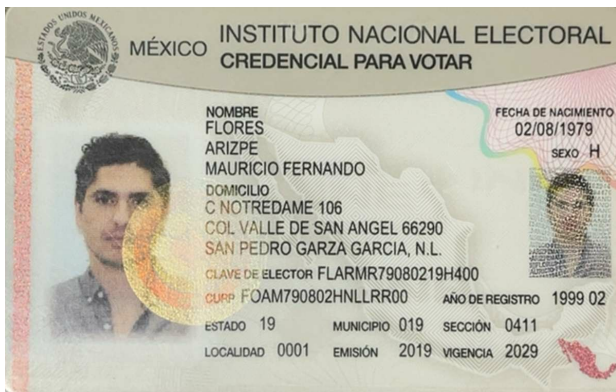 ESTADOS UNIDOS MEXICANOS
MÉXICO INSTITUTO NACIONAL ELECTORAL
CREDENCIAL PARA VOTAR
NOMBRE
FLORES
ARIZPE
MAURICIO FERNANDO
FECHA DE NACIMIENTO
02/08/1979
SEXO H
DOMICILIO
C NOTREDAME 106
COL VALLE DE SAN ANGEL 66290
SAN PEDRO GARZA GARCIA, N.L.
CLAVE DE ELECTOR FLARMR79080219H400
CURP FOAM790802HNLLRR00 AÑO DE REGISTRO 1999 02
ESTADO 19 MUNICIPIO 019 SECCIÓN 0411
LOCALIDAD 0001 EMISIÓN 2019 VIGENCIA 2029